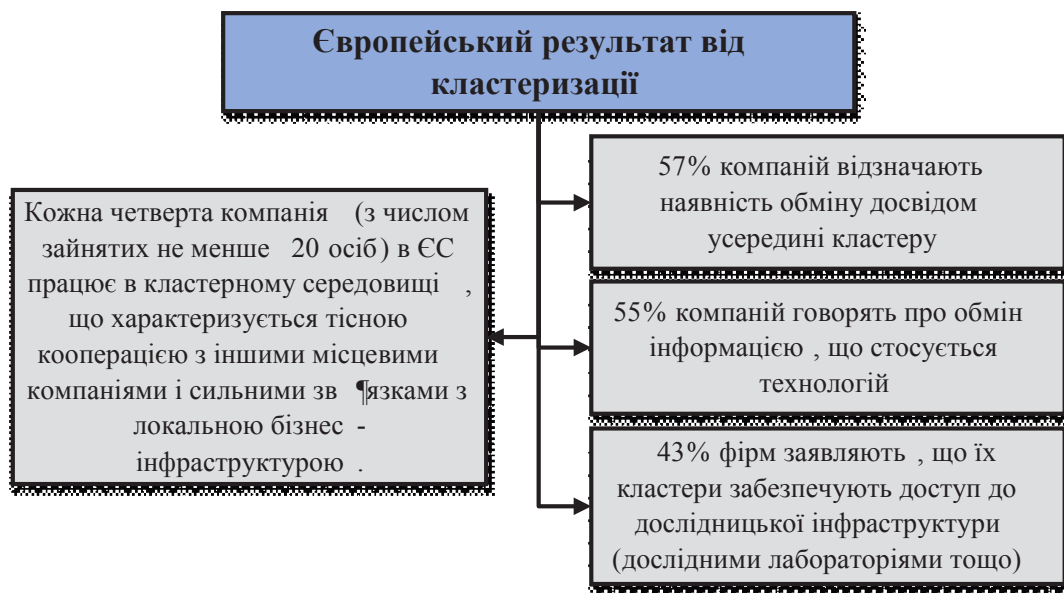 Європейський результат від
кластеризації
Кожна четверта компанія (з числом
зайнятих не менше 20 осіб) в ЄС
працює в кластерному середовищі ,
що характеризується тісною
кооперацією з іншими місцевими
компаніями і сильними зв ¶язками з
локальною бізнес -
інфраструктурою .
57% компаній відзначають
наявність обміну досвідом
усередині кластеру
55% компаній говорять про обмін
інформацією , що стосується
технологій
43% фірм заявляють , що їх
кластери забезпечують доступ до
дослідницької інфраструктури
(дослідними лабораторіями тощо)